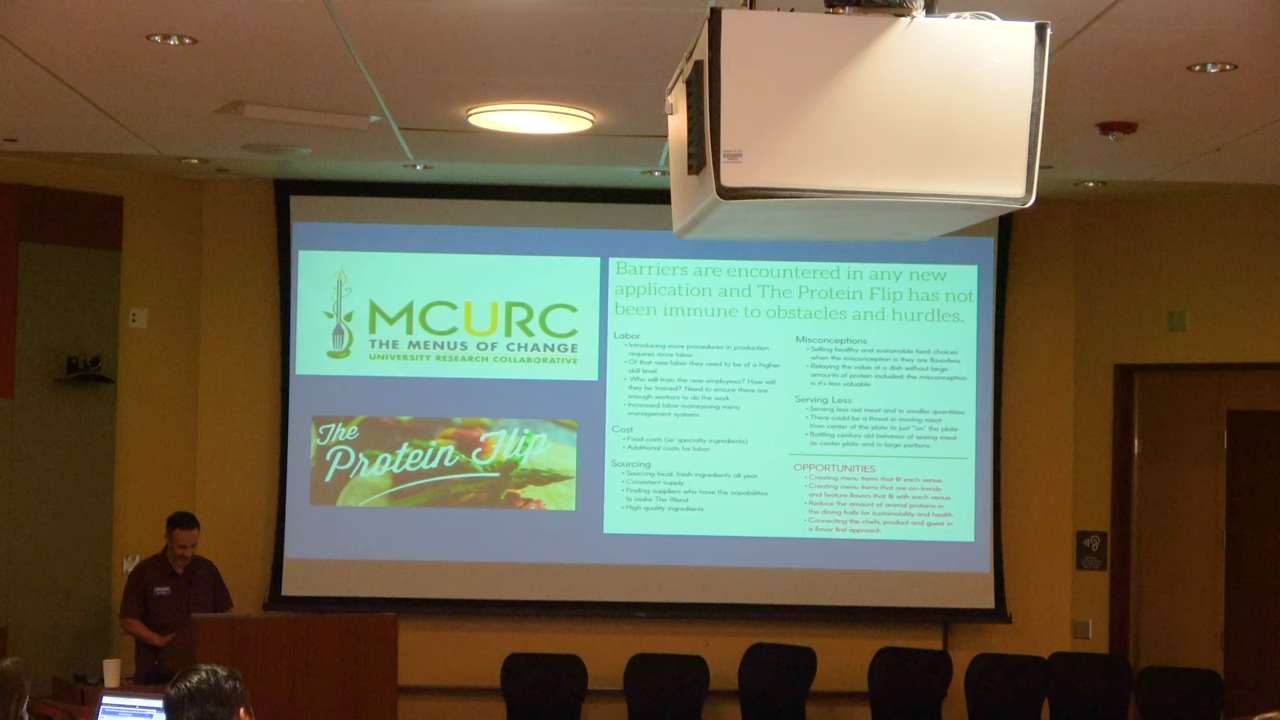 MCURC
THE MENUS OF CHANGE
UNIVERSITY RESEARCH COLLABORATIVE
The
Protein Flip
Barriers are encountered in any new
application and The Protein Flip has not
been immune to obstacles and hurdles.
Labor
• Introducing more procedures in production
requires more labor
• Of that new labor they need to be of a higher
skill level
• Who will train the new employees? How will
they be trained? Need to ensure there are
enough workers to do the work
• Increased labor maintaining menu
management systems
Cost
• Food costs (ie: specialty ingredients)
• Additional costs for labor
Sourcing
• Sourcing local, fresh ingredients all year
• Consistent supply
• Finding suppliers who have the capabilities
to make The Blend
• High quality ingredients
Misconceptions
• Selling healthy and sustainable food choices
when the misconception is they are flavorless
• Relaying the value of a dish without large
amounts of protein included; the misconception
is it's less valuable
Serving Less
• Serving less red meat and in smaller quantities
• There could be a threat in moving meat
from center of the plate to just "on" the plate
• Battling century old behavior of seeing meat
as center plate and in large portions
OPPORTUNITIES
• Creating menu items that fit each venue
• Creating menu items that are on-trends
and feature flavors that fit with each venue
• Reduce the amount of animal proteins in
the dining halls for sustainability and health
• Connecting the chefs, product and guest in
a flavor first approach